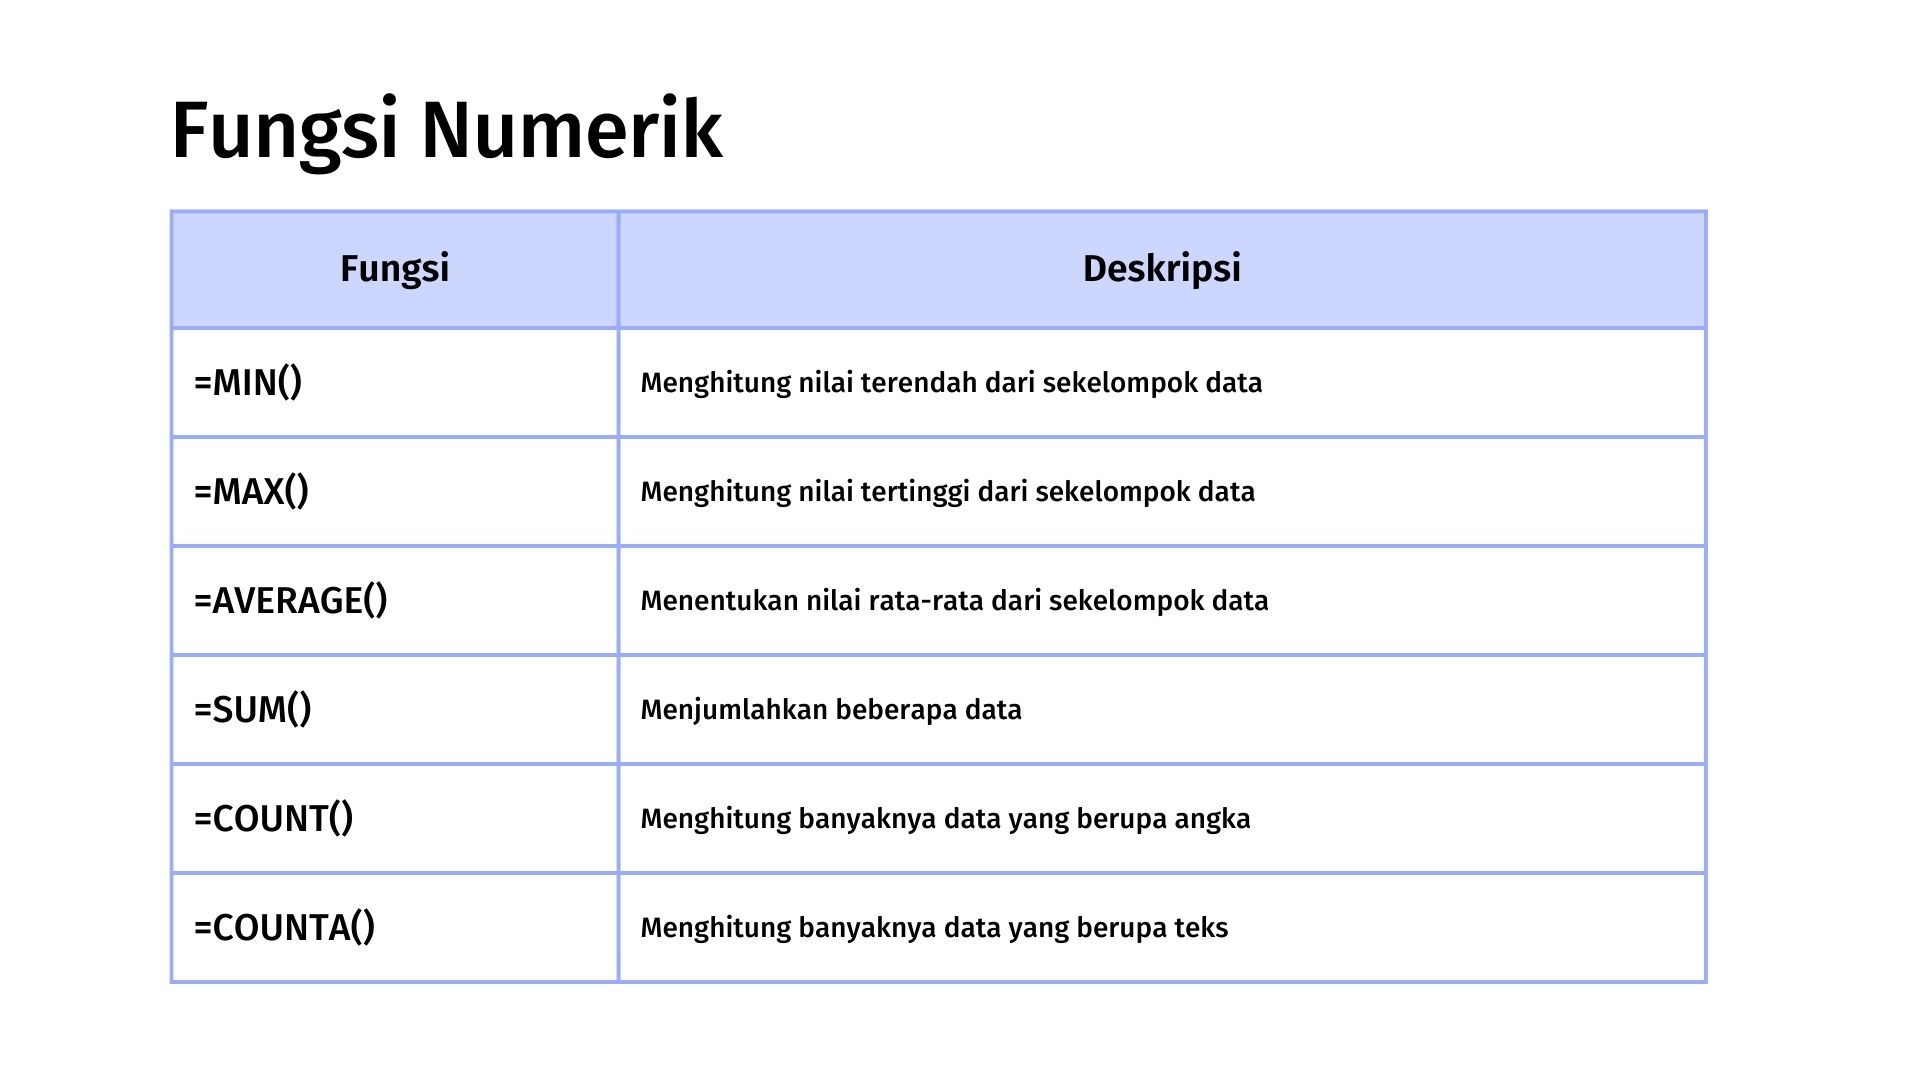 Fungsi Numerik
Fungsi
Deskripsi
=MIN()
Menghitung nilai terendah dari sekelompok data
=MAX()
Menghitung nilai tertinggi dari sekelompok data
=AVERAGE()
Menentukan nilai rata-rata dari sekelompok data
=SUM()
Menjumlahkan beberapa data
=COUNT()
Menghitung banyaknya data yang berupa angka
=COUNTA()
Menghitung banyaknya data yang berupa teks